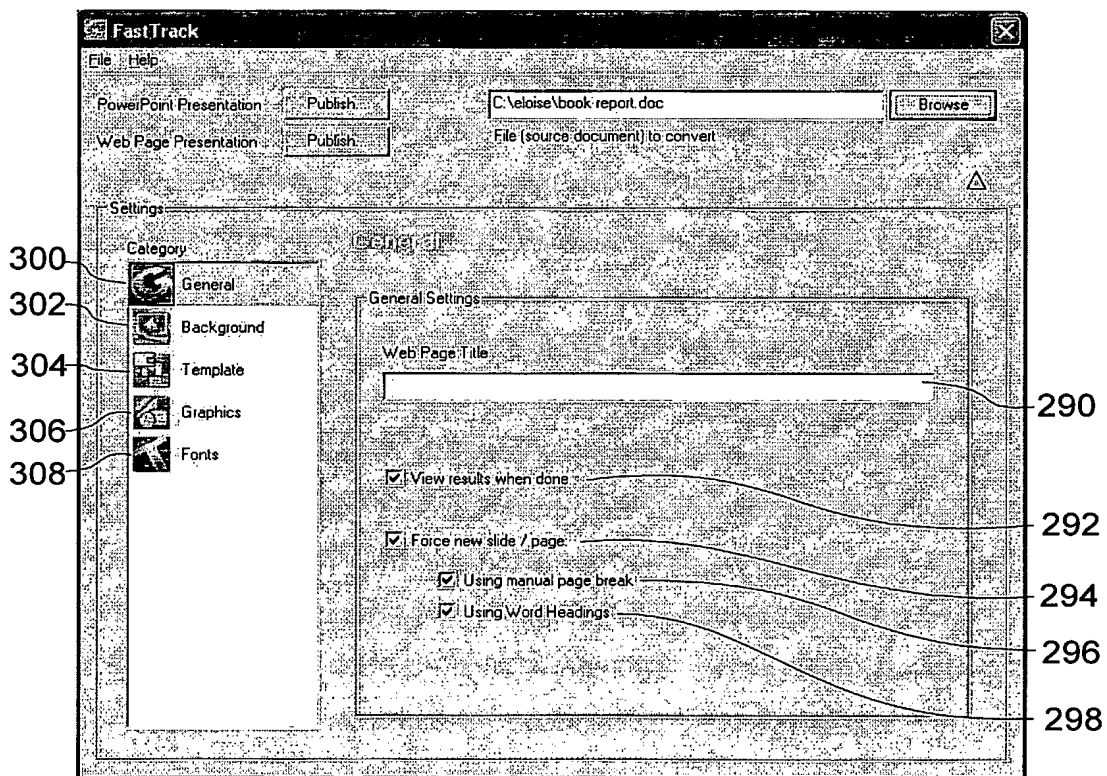 FastTrack
File Help
PowerPoint Presentation Publish... C:\eloise\book report.doc Browse
Web Page Presentation Publish... File (source document) to convert
Settings
Category General
300 General
302 Background
304 Template
306 Graphics
308 Fonts
General Settings
Web Page Title
290
View results when done
292
Force new slide / page:
294
Using manual page break
296
Using Word Headings
298